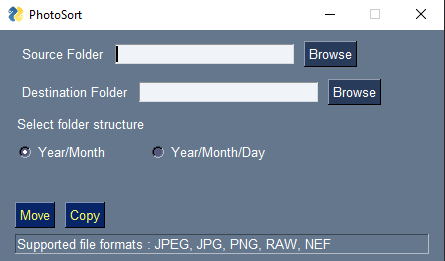 PhotoSort
Source Folder Browse
Destination Folder Browse
Select folder structure
Year/Month Year/Month/Day
Move Copy
Supported file formats : JPEG, JPG, PNG, RAW, NEF